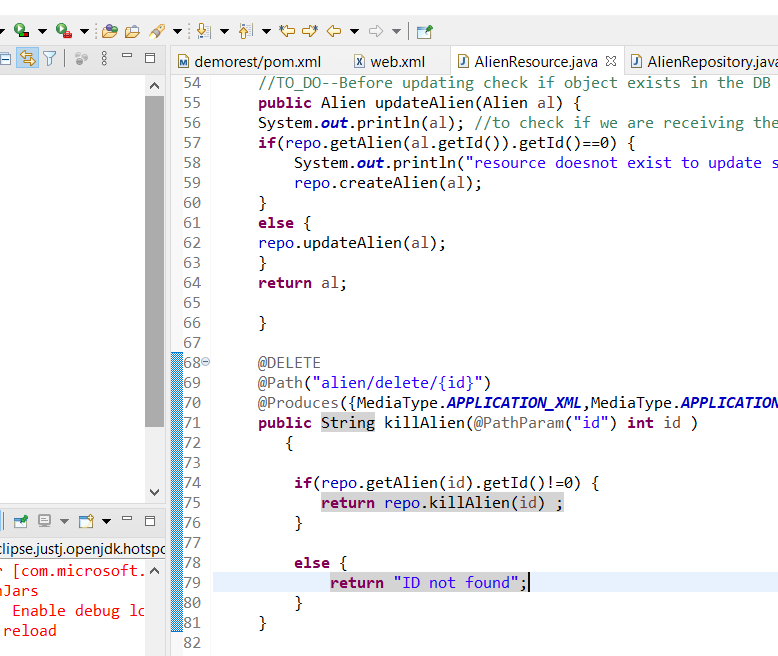 demorest/pom.xml
web.xml
AlienResource.java
AlienRepository.java
54 //TO_DO--Before updating check if object exists in the DB
55 public Alien updateAlien(Alien al) {
56 System.out.println(al); //to check if we are receiving the
57 if(repo.getAlien(al.getId()).getId()==0) {
58 System.out.println("resource doesnot exist to update s
59 repo.createAlien(al);
60 }
61 else {
62 repo.updateAlien(al);
63 }
64 return al;
65
66 }
67
68 @DELETE
69 @Path("alien/delete/{id}")
70 @Produces({MediaType.APPLICATION_XML,MediaType.APPLICATION
71 public String killAlien(@PathParam("id") int id )
72 {
73
74 if(repo.getAlien(id).getId()!=0) {
75 return repo.killAlien(id) ;
76 }
77
78 else {
79 return "ID not found";
80 }
81 }
82
clipse.justj.openjdk.hotspo
r [com.microsoft.
nJars
Enable debug lo
reload